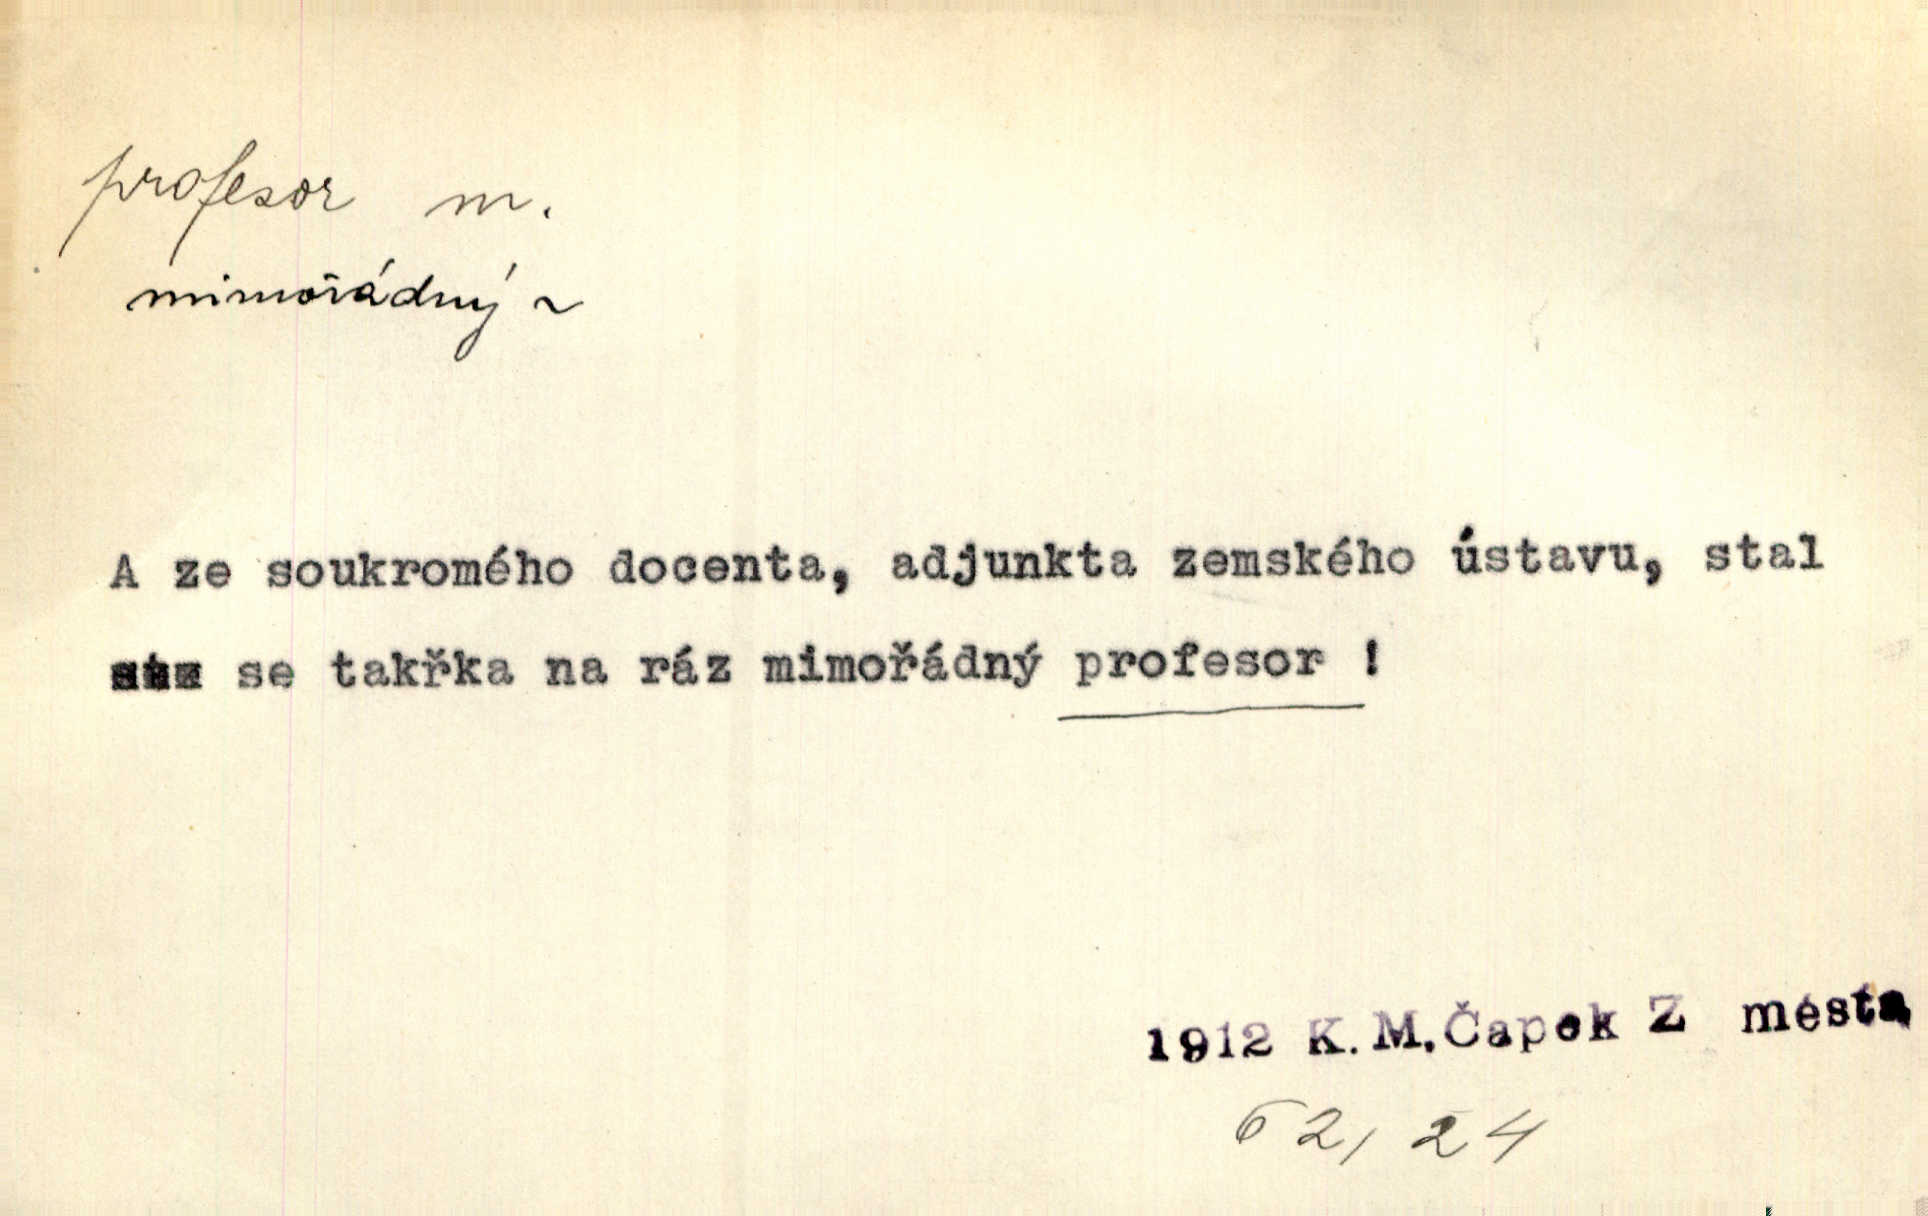 profesor m.
mimořádný ~
A ze soukromého docenta, adjunkta zemského ústavu, stal
se takřka na ráz mimořádný profesor !
1912 K. M. Čapek Z města
62, 24